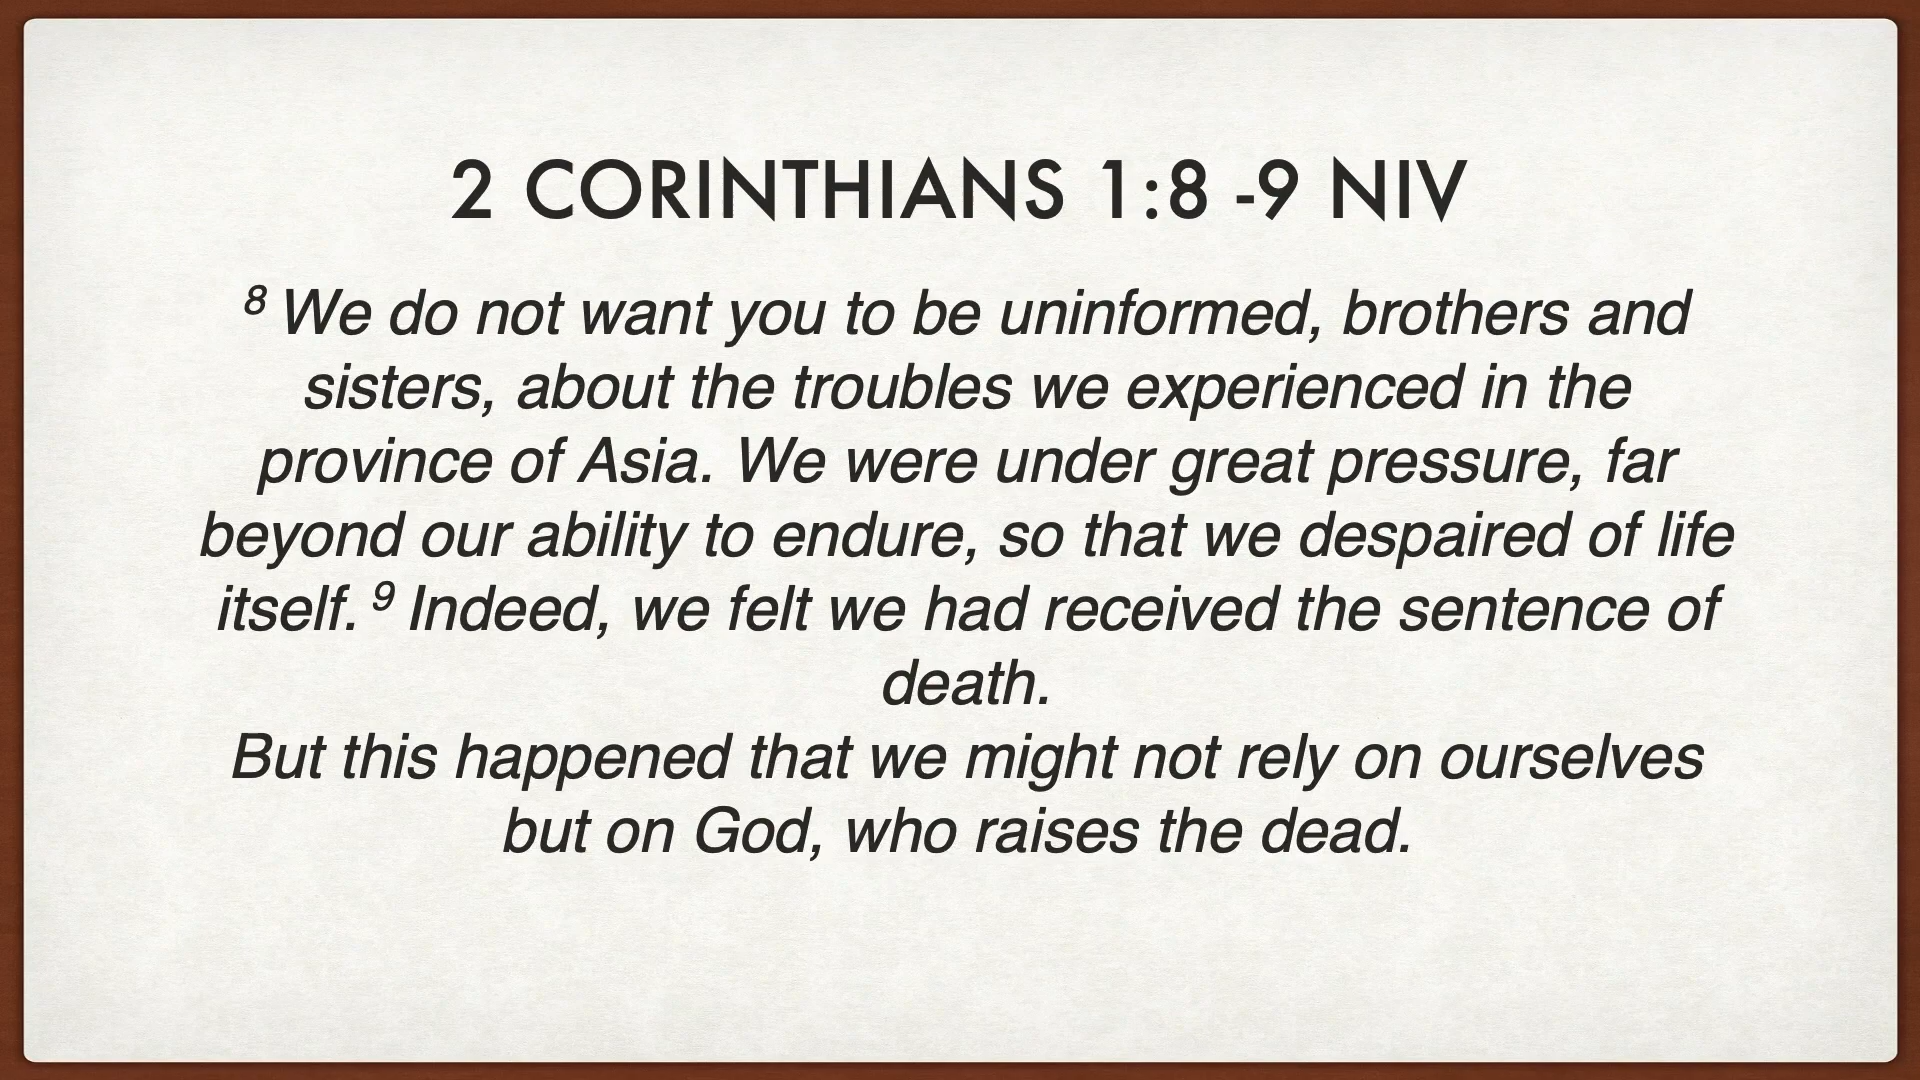 2 CORINTHIANS 1:8 -9 NIV
8 We do not want you to be uninformed, brothers and
sisters, about the troubles we experienced in the
province of Asia. We were under great pressure, far
beyond our ability to endure, so that we despaired of life
itself. 9 Indeed, we felt we had received the sentence of
death.
But this happened that we might not rely on ourselves
but on God, who raises the dead.